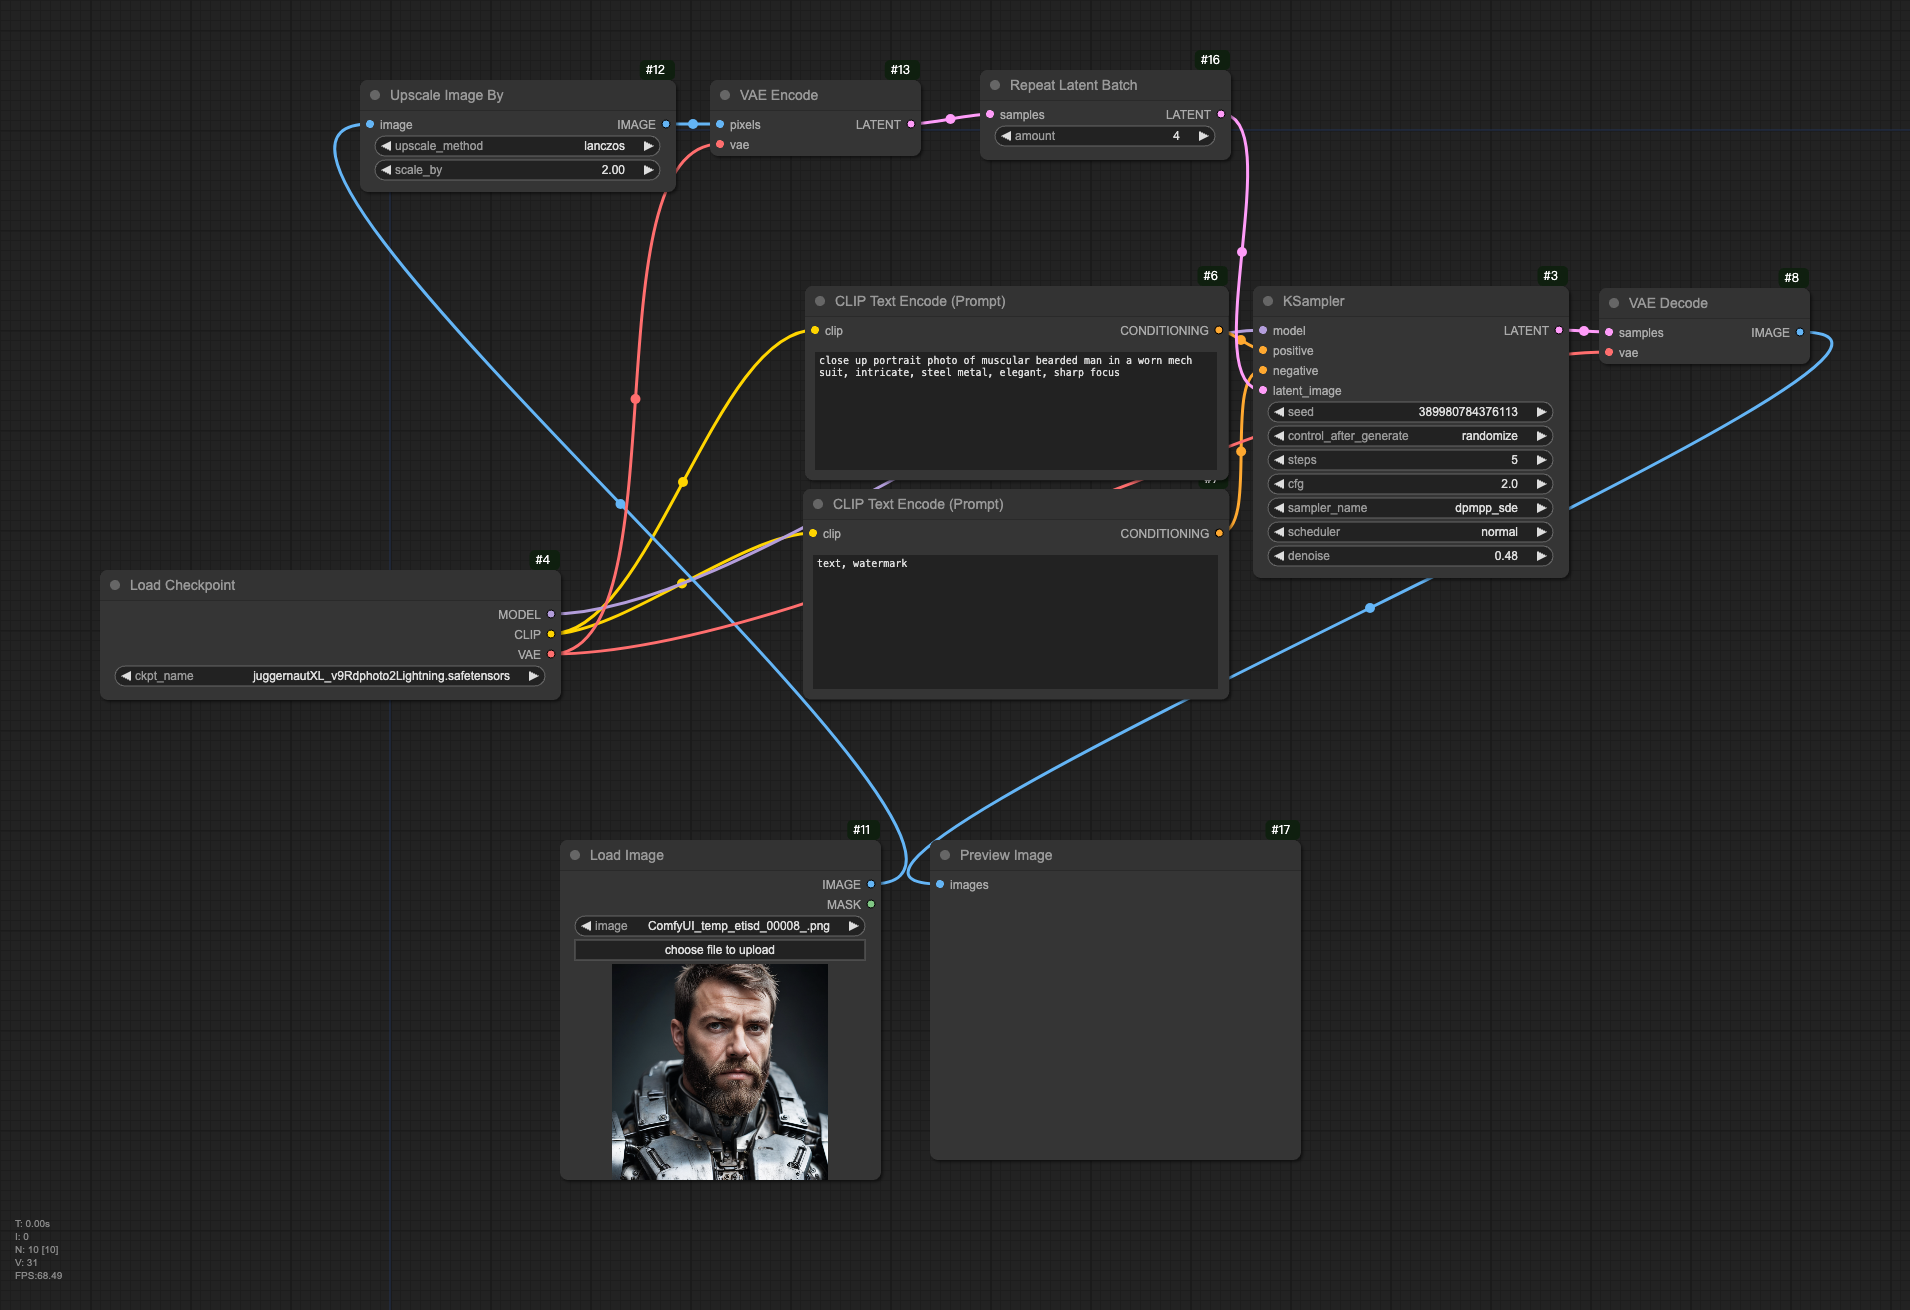 #12
Upscale Image By
image IMAGE
upscale_method lanczos
scale_by 2.00
#13
VAE Encode
pixels LATENT
vae
#16
Repeat Latent Batch
samples LATENT
amount 4
#6
CLIP Text Encode (Prompt)
clip CONDITIONING
close up portrait photo of muscular bearded man in a worn mech
suit, intricate, steel metal, elegant, sharp focus
#3
KSampler
model LATENT
positive
negative
latent_image
seed 389980784376113
control_after_generate randomize
steps 5
cfg 2.0
sampler_name dpmpp_sde
scheduler normal
denoise 0.48
#8
VAE Decode
samples IMAGE
vae
CLIP Text Encode (Prompt)
clip CONDITIONING
text, watermark
#4
Load Checkpoint
MODEL
CLIP
VAE
ckpt_name juggernautXL_v9Rdphoto2Lightning.safetensors
#11
Load Image
IMAGE
MASK
image ComfyUI_temp_etisd_00008_.png
choose file to upload
#17
Preview Image
images
T: 0.00s
I: 0
N: 10 [10]
V: 31
FPS:68.49